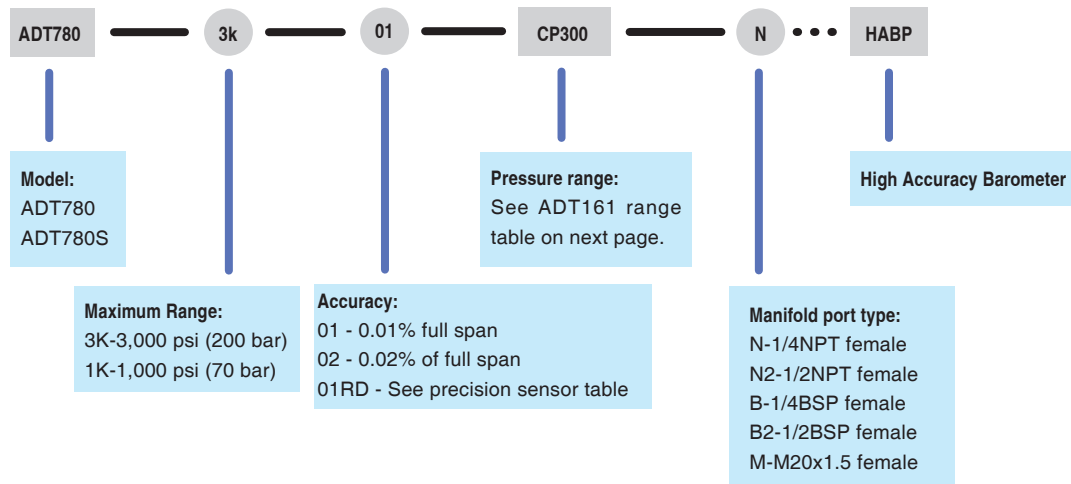 ADT780
3k
01
CP300
N
HABP
Model:
ADT780
ADT780S
Maximum Range:
3K-3,000 psi (200 bar)
1K-1,000 psi (70 bar)
Accuracy:
01 - 0.01% full span
02 - 0.02% of full span
01RD - See precision sensor table
Pressure range:
See ADT161 range
table on next page.
Manifold port type:
N-1/4NPT female
N2-1/2NPT female
B-1/4BSP female
B2-1/2BSP female
M-M20x1.5 female
High Accuracy Barometer